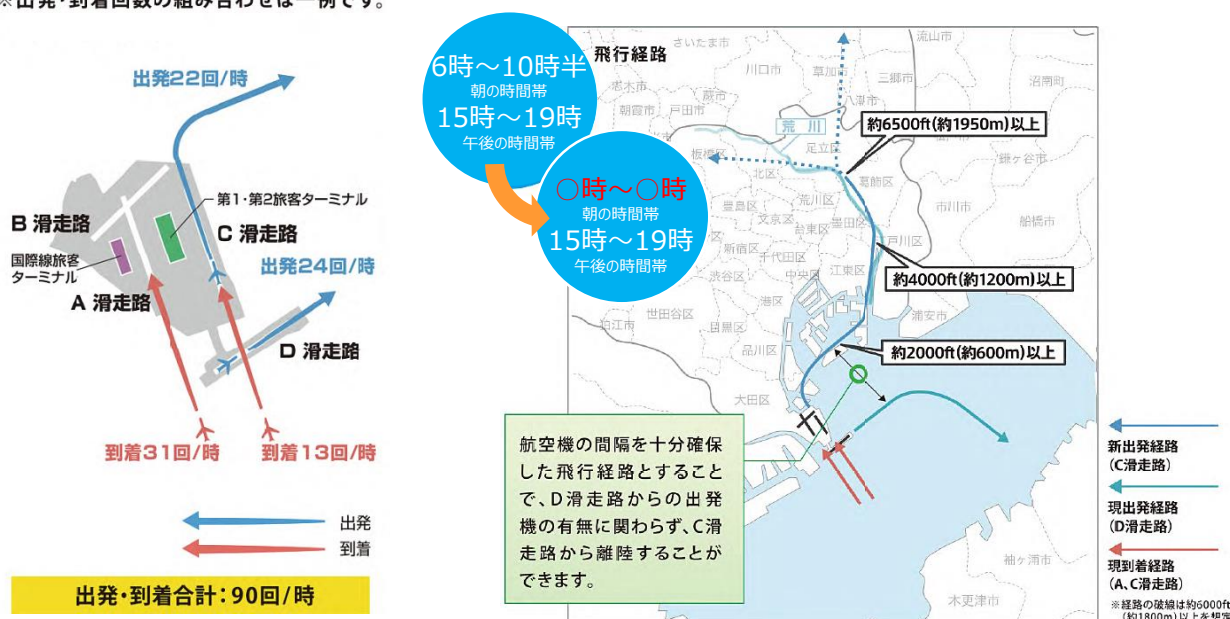 ※出発・到着回数の組み合わせは一例です。
出発22回/時
第1・第2旅客ターミナル
B 滑走路
C 滑走路
国際線旅客
ターミナル
出発24回/時
A 滑走路
D 滑走路
到着31回/時
到着13回/時
出発
到着
出発・到着合計：90回/時
6時～10時半
朝の時間帯
15時～19時
午後の時間帯
○時～○時
朝の時間帯
15時～19時
午後の時間帯
飛行経路
さいたま市
流山市
川口市
草加市
三郷市
沼南町
志木市
蕨市
八潮市
朝霞市
戸田市
荒川
約6500ft(約1950m)以上
足立区
板橋区
鎌ヶ谷市
北区
葛飾区
豊島区
荒川区
市川市
文京区
台東区
墨田区
船橋市
新宿区
千代田区
戸川区
渋谷区
中央区
江東区
約4000ft(約1200m)以上
港区
世田谷区
浦安市
狛江市
目黒区
品川区
約2000ft(約600m)以上
大田区
航空機の間隔を十分確保
した飛行経路とすること
で、D滑走路からの出発
機の有無に関わらず、C滑
走路から離陸することが
できます。
新出発経路
(C滑走路)
現出発経路
(D滑走路)
現到着経路
(A、C滑走路)
袖ヶ浦市
木更津市
※経路の破線は約6000ft
(約1800m)以上を想定